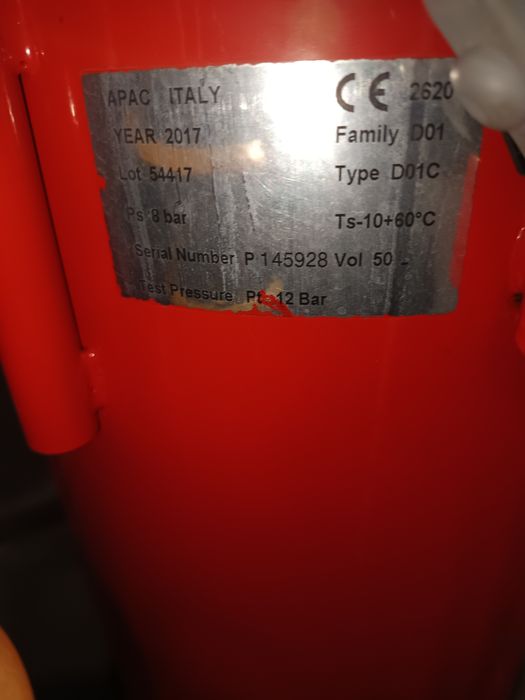 APAC ITALY CE 2620
YEAR 2017 Family D01
Lot 54417 Type D01C
Ps 8 bar Ts-10+60°C
Serial Number P 145928 Vol 50
Test Pressure Pt 12 Bar